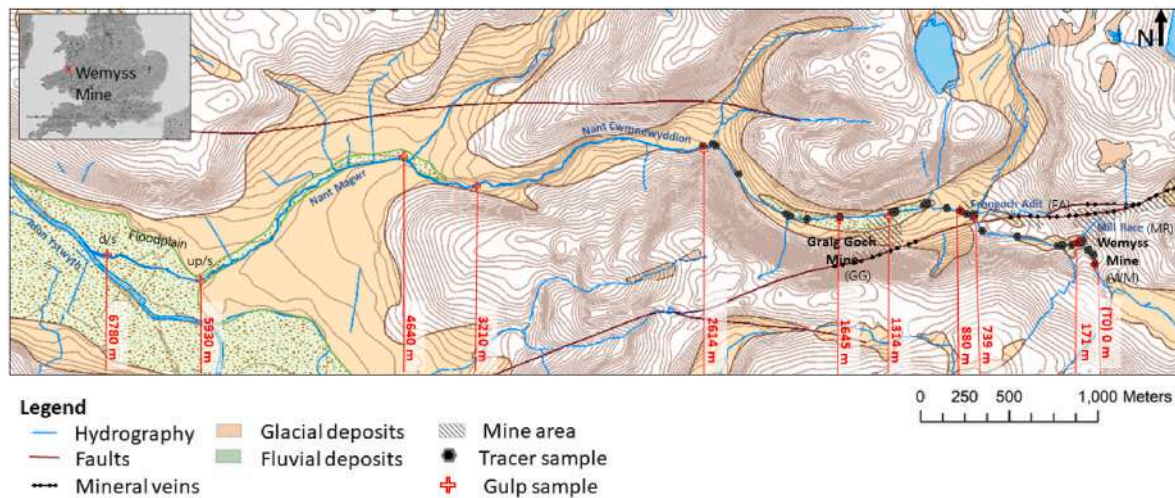 Wemyss
Mine
N
Nant Cwmnewyddion
Nant Magwr
Frongoch Adit (FA)
Mill Race (MR)
Wemyss
Mine
(WM)
Graig Goch
Mine
(GG)
Afon Ystwyth
Floodplain
d/s
up/s
6780 m
5930 m
4640 m
3210 m
2614 m
1645 m
1314 m
880 m
739 m
171 m
(T0) 0 m
0 250 500 1,000 Meters
Legend
Hydrography
Faults
Mineral veins
Glacial deposits
Fluvial deposits
Mine area
Tracer sample
Gulp sample